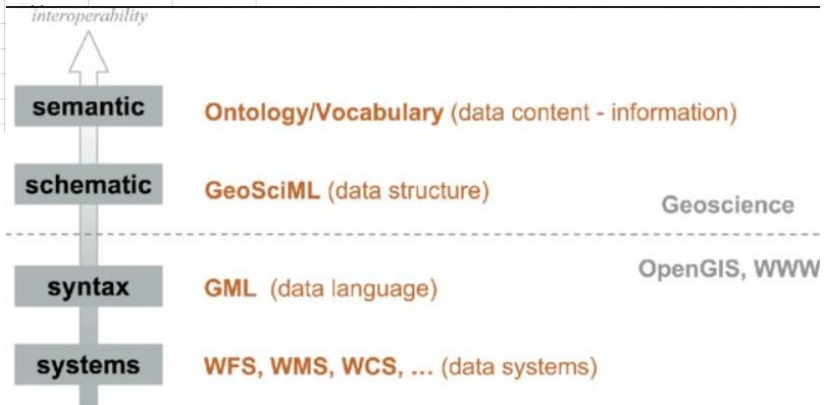 interoperability
semantic Ontology/Vocabulary (data content - information)
schematic GeoSciML (data structure)
Geoscience
OpenGIS, WWW
syntax GML (data language)
systems WFS, WMS, WCS, ... (data systems)